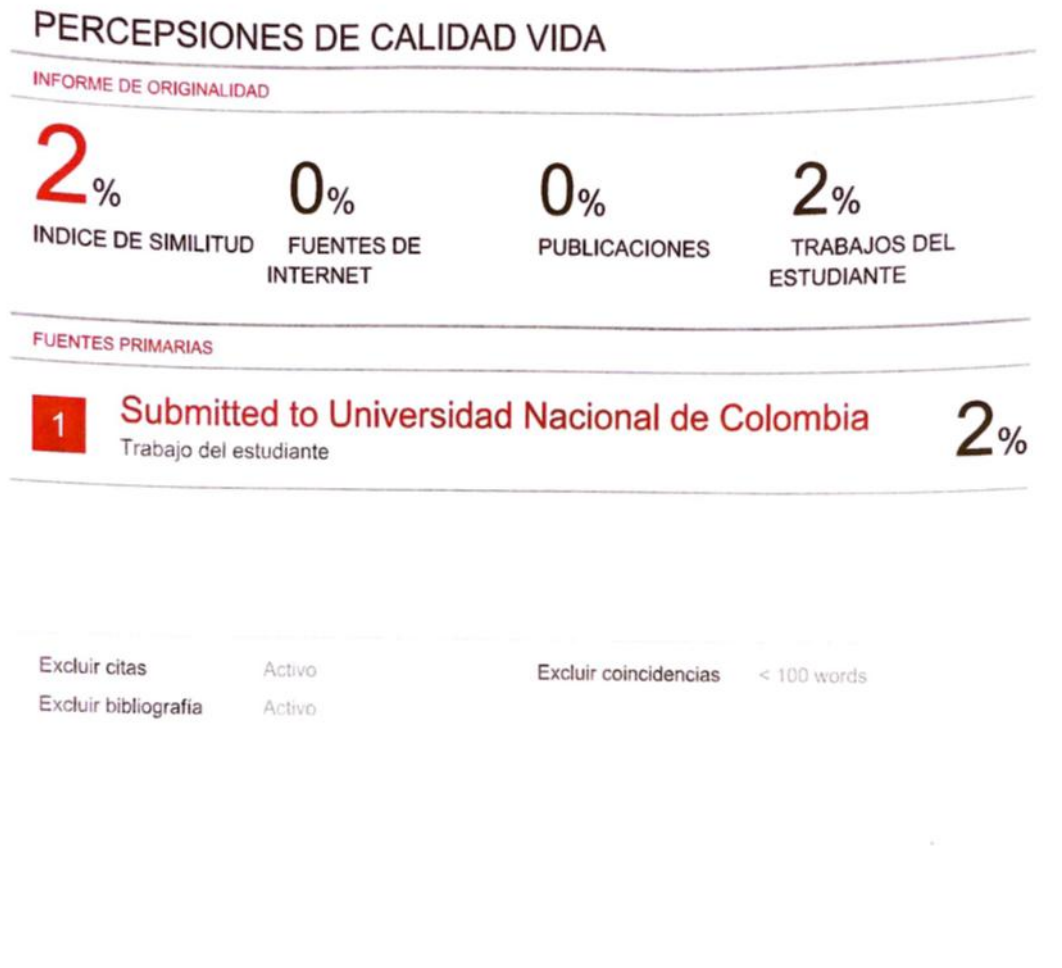 PERCEPSIONES DE CALIDAD VIDA
INFORME DE ORIGINALIDAD
2%
0%
0%
2%
INDICE DE SIMILITUD
FUENTES DE
INTERNET
PUBLICACIONES
TRABAJOS DEL
ESTUDIANTE
FUENTES PRIMARIAS
1
Submitted to Universidad Nacional de Colombia
Trabajo del estudiante
2%
Excluir citas
Activo
Excluir coincidencias
< 100 words
Excluir bibliografía
Activo